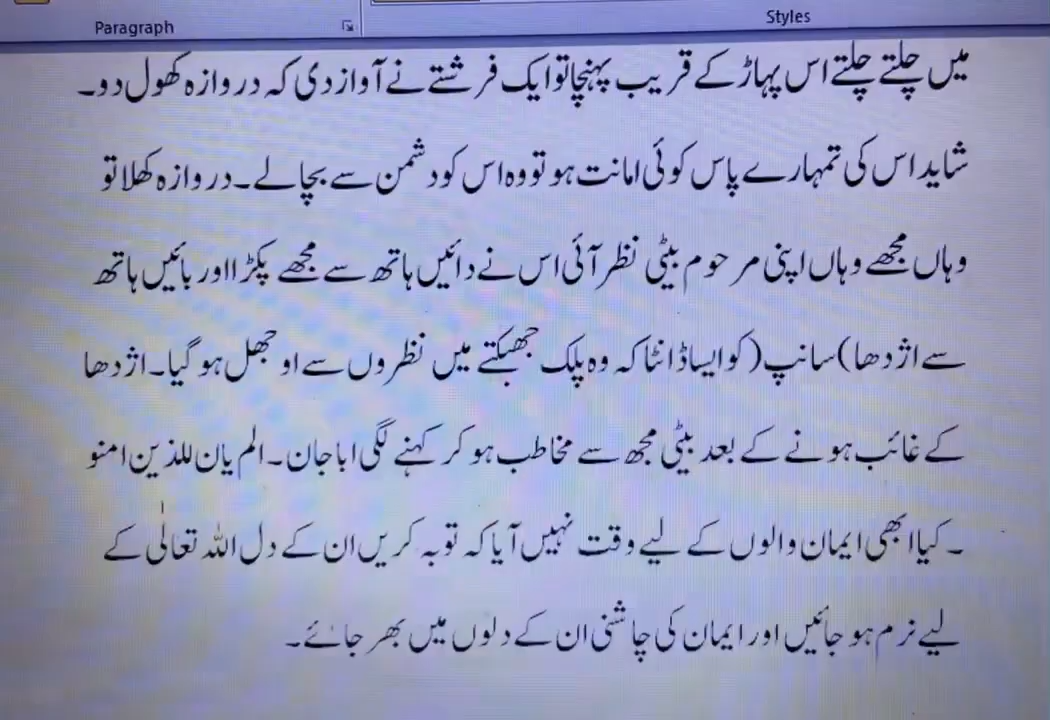 Paragraph
Styles
میں چلتے چلتے اس پہاڑ کے قریب پہنچا تو ایک فرشتے نے آواز دی کہ دروازہ کھول دو۔
شاید اس کی تمہارے پاس کوئی امانت ہو تو وہ اس کو دشمن سے بچا لے۔ دروازہ کھلا تو
وہاں مجھے وہاں اپنی مرحوم بیٹی نظر آئی اس نے دائیں ہاتھ سے مجھے پکڑا اور بائیں ہاتھ
سے اژدھا)سانپ( کو ایسا ڈانٹا کہ وہ پلک جھپکتے میں نظروں سے اوجھل ہو گیا۔ اژدھا
کے غائب ہونے کے بعد بیٹی مجھ سے مخاطب ہو کر کہنے لگی ابا جان۔ الم یان للذین امنو
۔ کیا ابھی ایمان والوں کے لیے وقت نہیں آیا کہ توبہ کریں ان کے دل اللہ تعالٰی کے
لیے نرم ہو جائیں اور ایمان کی چاشنی ان کے دلوں میں بھر جائے۔